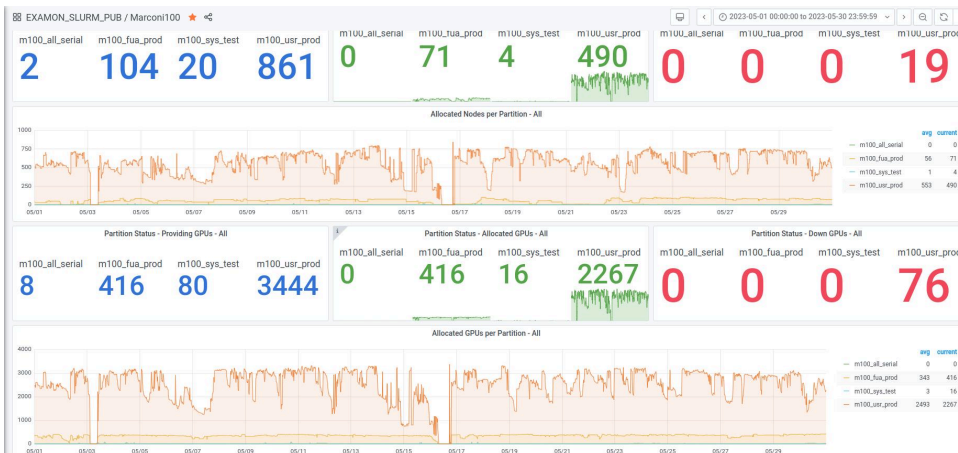 EXAMON_SLURM_PUB / Marconi100
2023-05-01 00:00:00 to 2023-05-30 23:59:59
m100_all_serial m100_fua_prod m100_sys_test m100_usr_prod
2 104 20 861
m100_all_serial m100_fua_prod m100_sys_test m100_usr_prod
0 71 4 490
m100_all_serial m100_fua_prod m100_sys_test m100_usr_prod
0 0 0 19
Allocated Nodes per Partition - All
1000
750
500
250
0
05/01 05/03 05/05 05/07 05/09 05/11 05/13 05/15 05/17 05/19 05/21 05/23 05/25 05/27 05/29
avg current
m100_all_serial 0 0
m100_fua_prod 56 71
m100_sys_test 1 4
m100_usr_prod 553 490
Partition Status - Providing GPUs - All
m100_all_serial m100_fua_prod m100_sys_test m100_usr_prod
8 416 80 3444
i
Partition Status - Allocated GPUs - All
m100_all_serial m100_fua_prod m100_sys_test m100_usr_prod
0 416 16 2267
Partition Status - Down GPUs - All
m100_all_serial m100_fua_prod m100_sys_test m100_usr_prod
0 0 0 76
Allocated GPUs per Partition - All
4000
3000
2000
1000
0
05/01 05/03 05/05 05/07 05/09 05/11 05/13 05/15 05/17 05/19 05/21 05/23 05/25 05/27 05/29
avg current
m100_all_serial 0 0
m100_fua_prod 343 416
m100_sys_test 3 16
m100_usr_prod 2493 2267